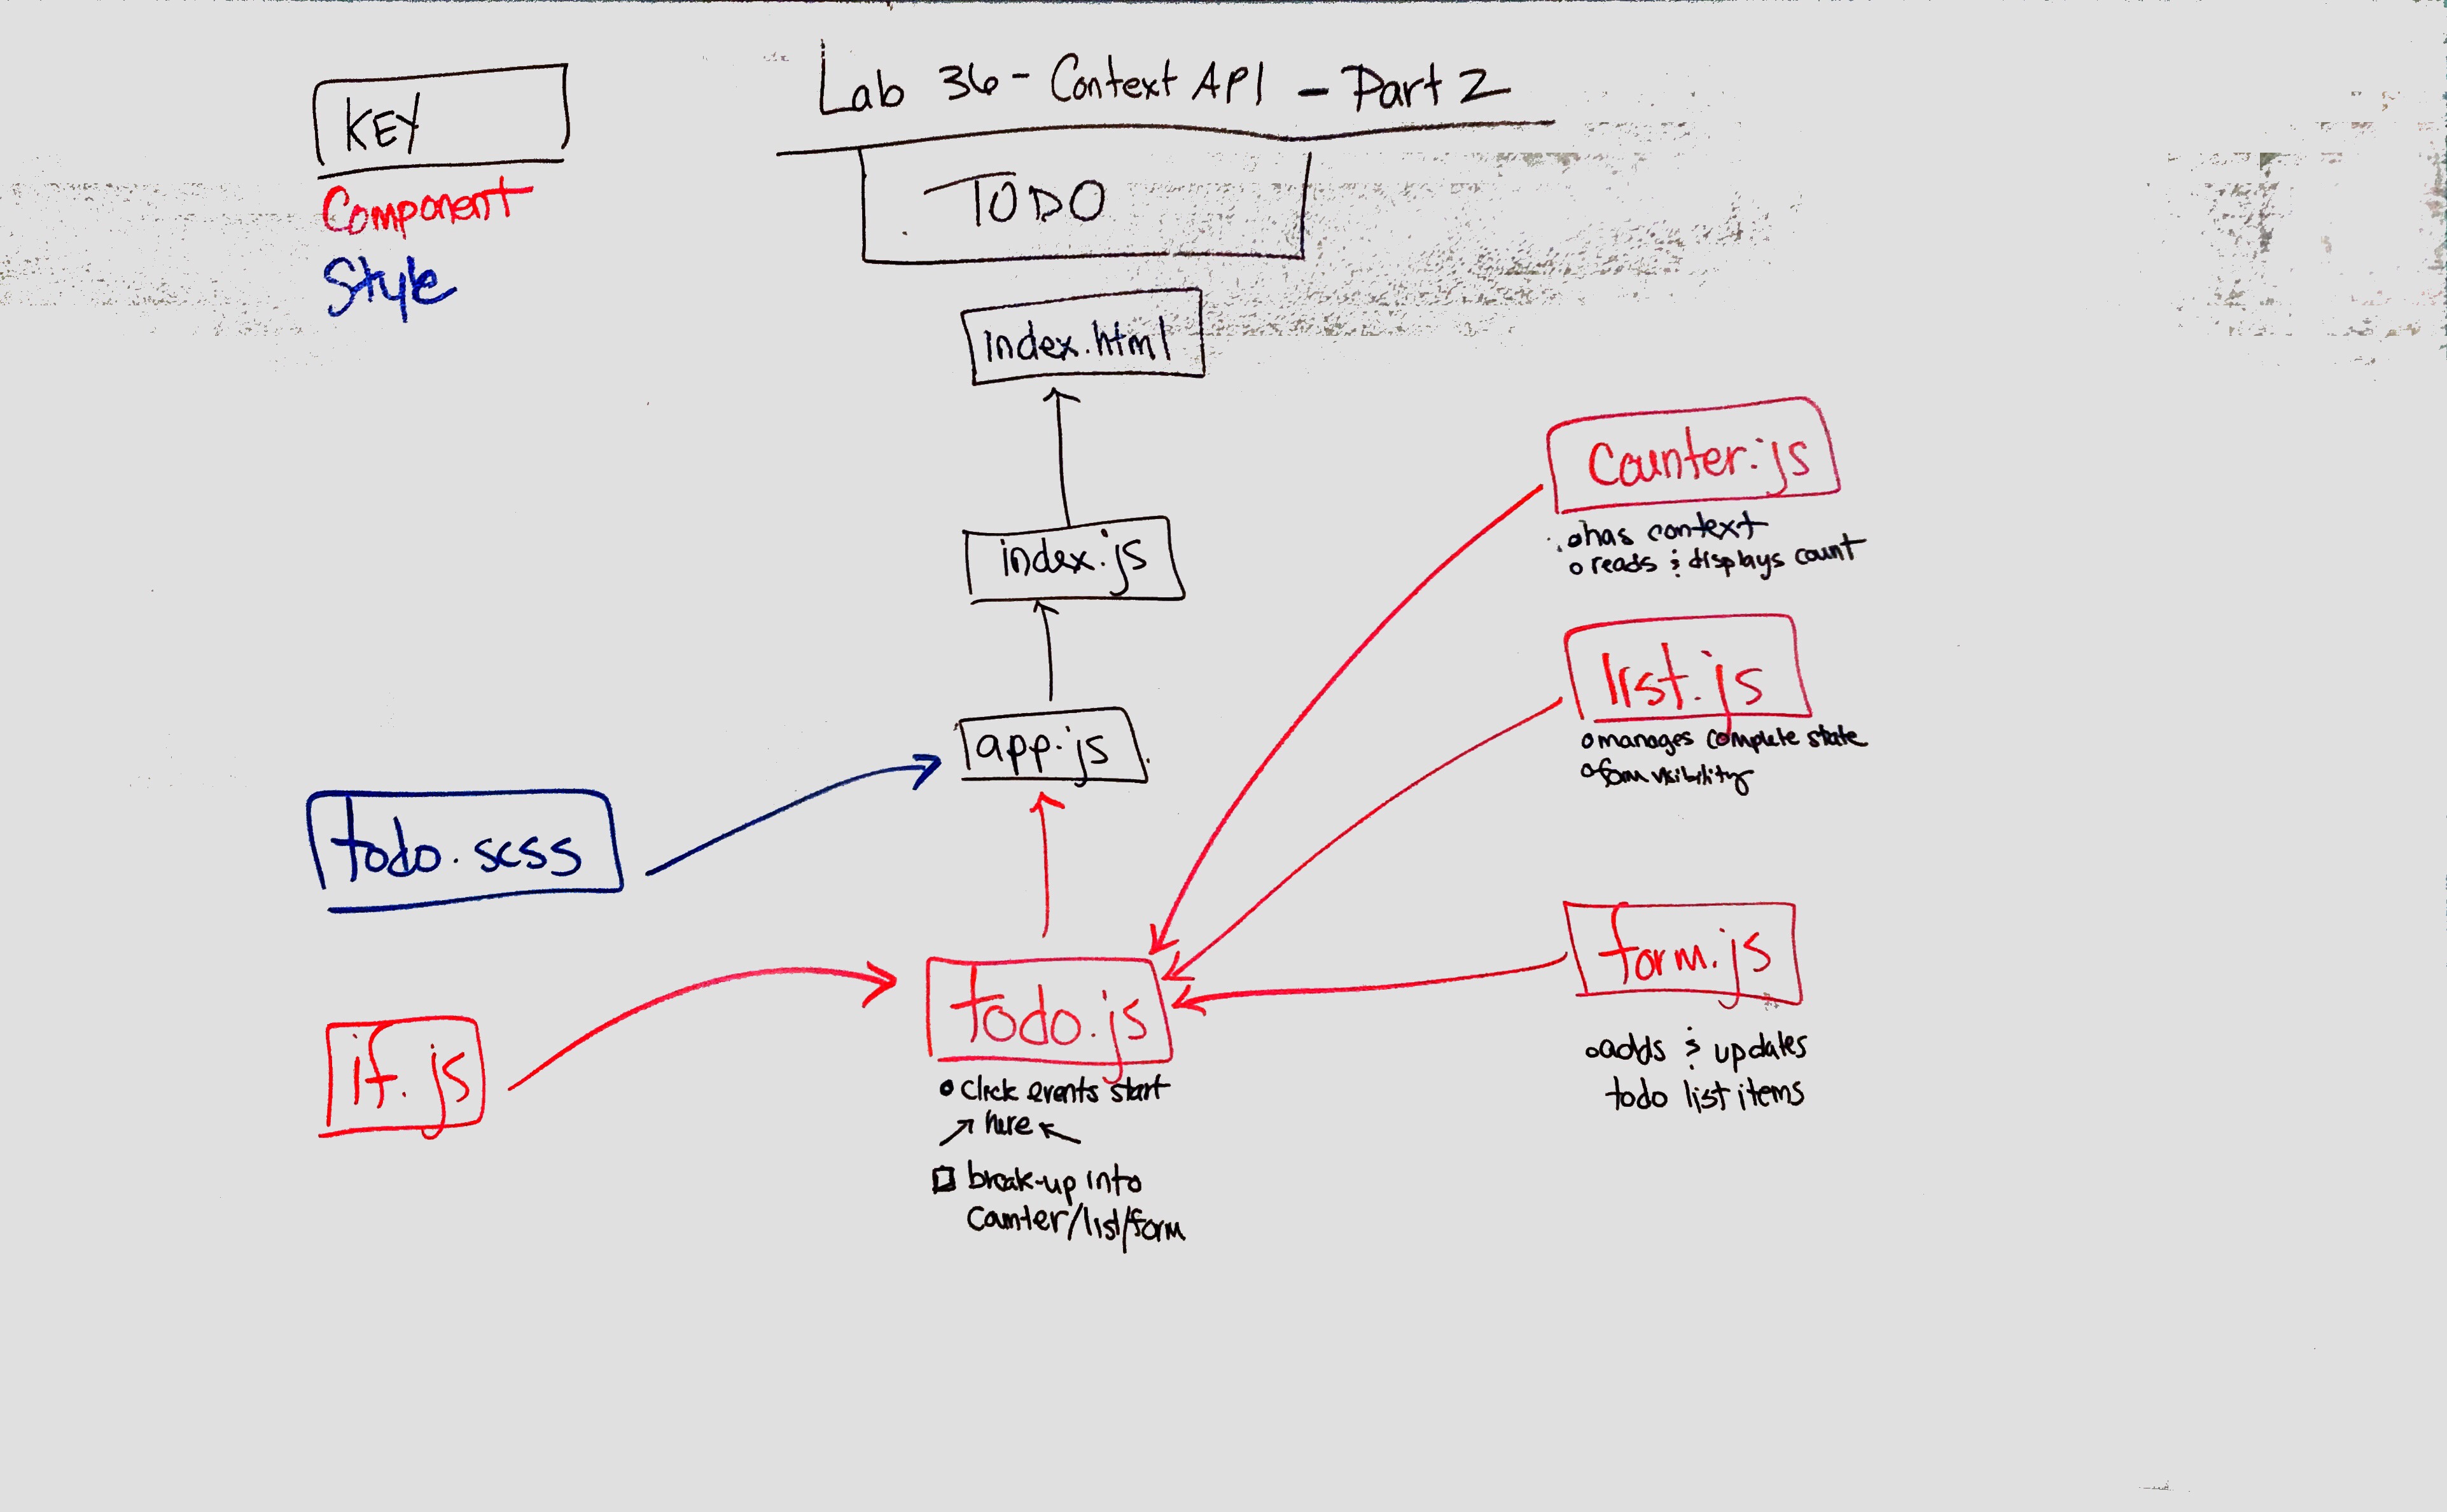 Lab 36 - Context API - Part 2
KEY
Component
Style
TODO
index.html
index.js
app.js
todo.scss
if.js
todo.js
• click events start
here
□ break-up into
Counter/list/form
Counter.js
o has context
o reads & displays count
list.js
o manages complete state
o form visibility
form.js
o adds & updates
todo list items